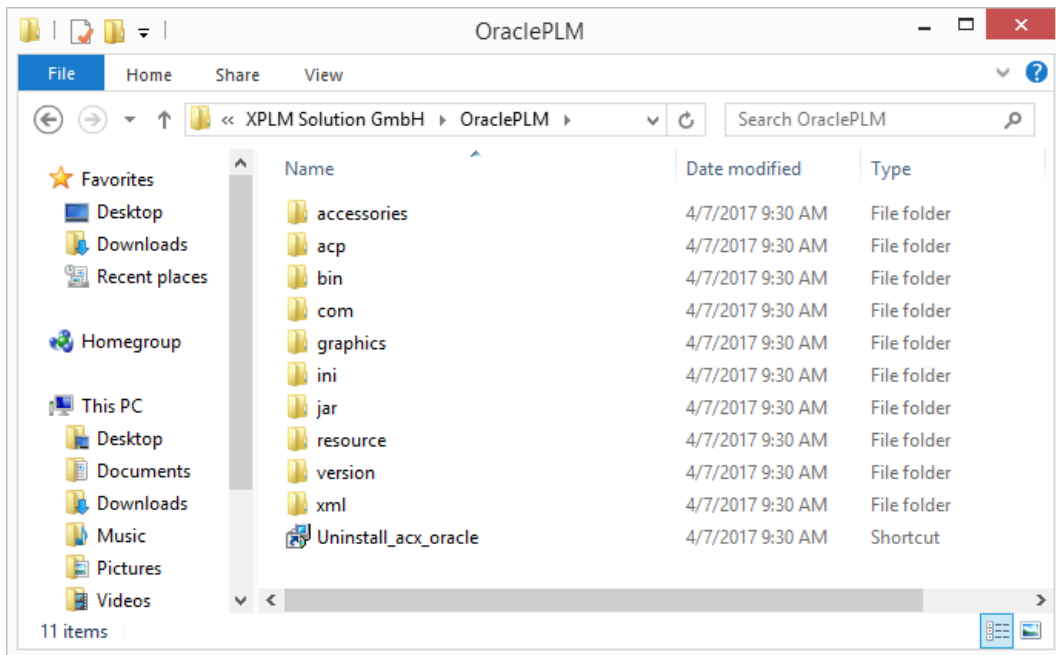 OraclePLM
File Home Share View
« XPLM Solution GmbH OraclePLM Search OraclePLM
Favorites
Desktop
Downloads
Recent places
Homegroup
This PC
Desktop
Documents
Downloads
Music
Pictures
Videos
Name Date modified Type
accessories 4/7/2017 9:30 AM File folder
acp 4/7/2017 9:30 AM File folder
bin 4/7/2017 9:30 AM File folder
com 4/7/2017 9:30 AM File folder
graphics 4/7/2017 9:30 AM File folder
ini 4/7/2017 9:30 AM File folder
jar 4/7/2017 9:30 AM File folder
resource 4/7/2017 9:30 AM File folder
version 4/7/2017 9:30 AM File folder
xml 4/7/2017 9:30 AM File folder
Uninstall_acx_oracle 4/7/2017 9:30 AM Shortcut
11 items